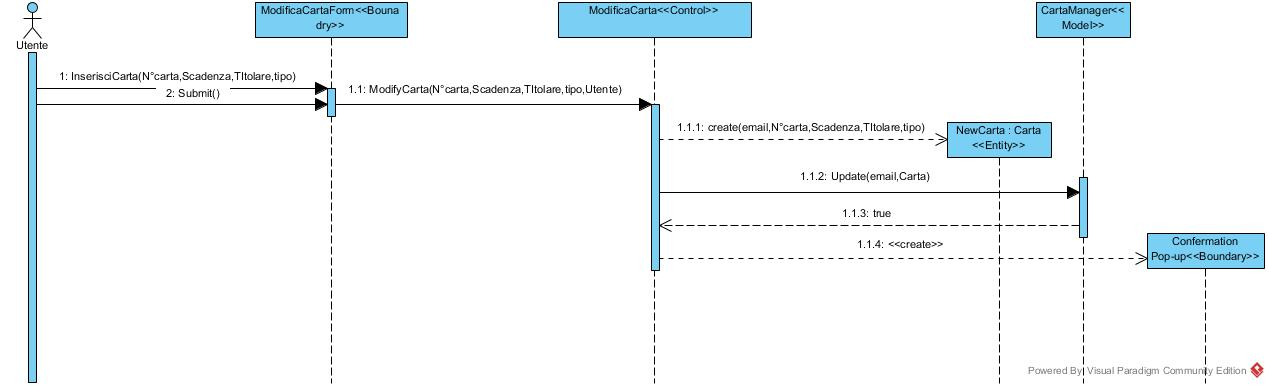 ModificaCartaForm<<Bouna
dry>>
ModificaCarta<<Control>>
CartaManager<<
Model>>
Utente
1: InserisciCarta(N°carta,Scadenza,TItolare,tipo)
2: Submit()
1.1: ModifyCarta(N°carta,Scadenza,TItolare,tipo,Utente)
1.1.1: create(email,N°carta,Scadenza,TItolare,tipo)
NewCarta : Carta
<<Entity>>
1.1.2: Update(email,Carta)
1.1.3: true
1.1.4: <<create>>
Confermation
Pop-up<<Boundary>>
Powered By Visual Paradigm Community Edition